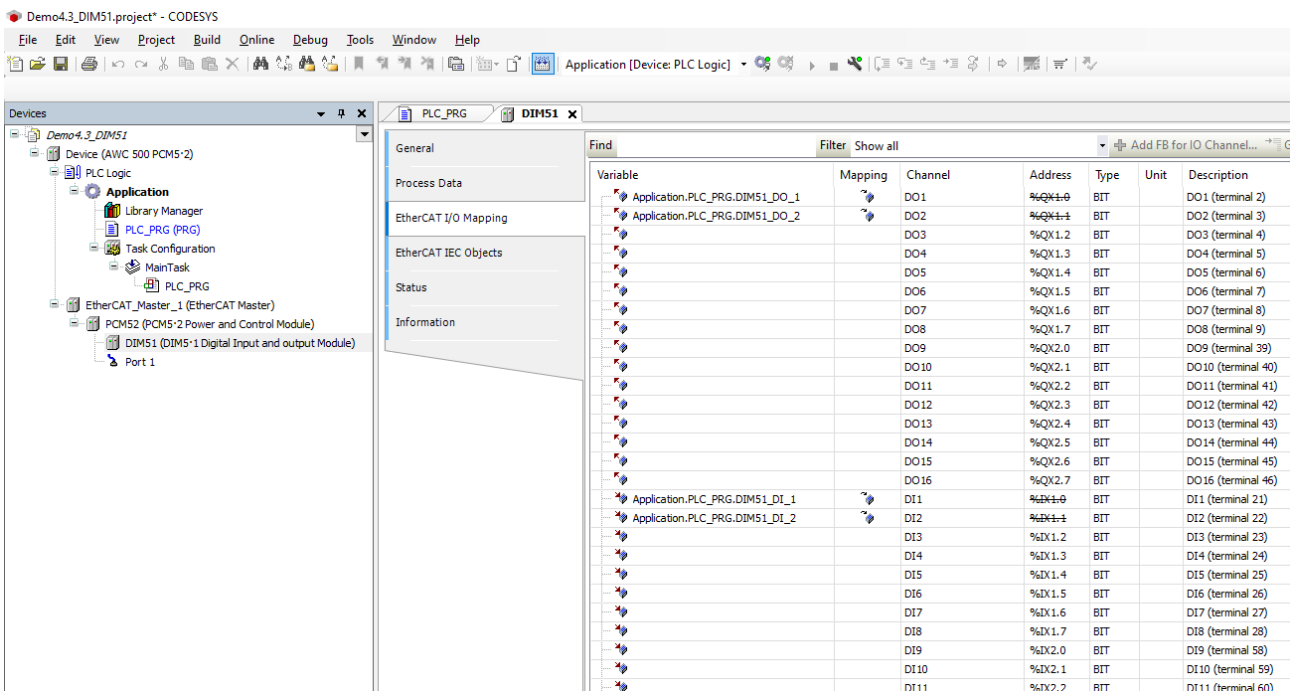 Demo4.3_DIM51.project* - CODESYS
File Edit View Project Build Online Debug Tools Window Help
Application [Device: PLC Logic]
Devices
Demo4.3_DIM51
Device (AWC 500 PCM5·2)
PLC Logic
Application
Library Manager
PLC_PRG (PRG)
Task Configuration
MainTask
PLC_PRG
EtherCAT_Master_1 (EtherCAT Master)
PCM52 (PCM5·2 Power and Control Module)
DIM51 (DIM5·1 Digital Input and output Module)
Port 1
PLC_PRG DIM51
General
Process Data
EtherCAT I/O Mapping
EtherCAT IEC Objects
Status
Information
Find Filter Show all Add FB for IO Channel... G
Variable Mapping Channel Address Type Unit Description
Application.PLC_PRG.DIM51_DO_1 DO1 %QX1.0 BIT DO1 (terminal 2)
Application.PLC_PRG.DIM51_DO_2 DO2 %QX1.1 BIT DO2 (terminal 3)
DO3 %QX1.2 BIT DO3 (terminal 4)
DO4 %QX1.3 BIT DO4 (terminal 5)
DO5 %QX1.4 BIT DO5 (terminal 6)
DO6 %QX1.5 BIT DO6 (terminal 7)
DO7 %QX1.6 BIT DO7 (terminal 8)
DO8 %QX1.7 BIT DO8 (terminal 9)
DO9 %QX2.0 BIT DO9 (terminal 39)
DO10 %QX2.1 BIT DO10 (terminal 40)
DO11 %QX2.2 BIT DO11 (terminal 41)
DO12 %QX2.3 BIT DO12 (terminal 42)
DO13 %QX2.4 BIT DO13 (terminal 43)
DO14 %QX2.5 BIT DO14 (terminal 44)
DO15 %QX2.6 BIT DO15 (terminal 45)
DO16 %QX2.7 BIT DO16 (terminal 46)
Application.PLC_PRG.DIM51_DI_1 DI1 %IX1.0 BIT DI1 (terminal 21)
Application.PLC_PRG.DIM51_DI_2 DI2 %IX1.1 BIT DI2 (terminal 22)
DI3 %IX1.2 BIT DI3 (terminal 23)
DI4 %IX1.3 BIT DI4 (terminal 24)
DI5 %IX1.4 BIT DI5 (terminal 25)
DI6 %IX1.5 BIT DI6 (terminal 26)
DI7 %IX1.6 BIT DI7 (terminal 27)
DI8 %IX1.7 BIT DI8 (terminal 28)
DI9 %IX2.0 BIT DI9 (terminal 58)
DI10 %IX2.1 BIT DI10 (terminal 59)
DI11 %IX2.2 BIT DI11 (terminal 60)